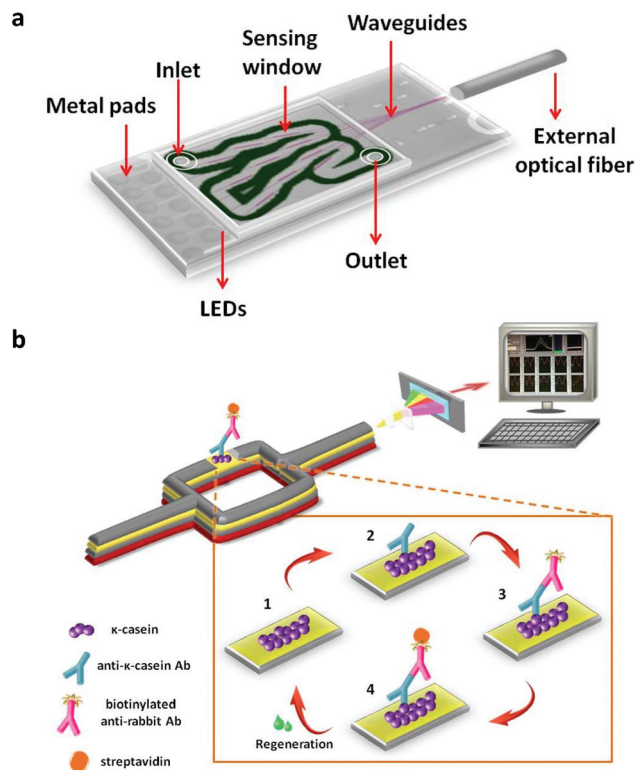 a
Waveguides
Sensing
window
Inlet
Metal pads
External
optical fiber
Outlet
LEDs
b
2
1
3
4
Regeneration
κ-casein
anti-κ-casein Ab
biotinylated
anti-rabbit Ab
streptavidin